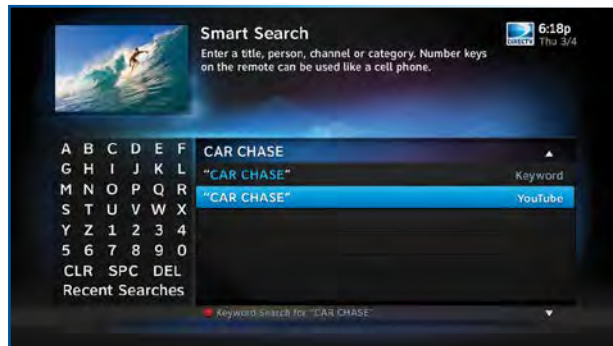 Smart Search
Enter a title, person, channel or category. Number keys
on the remote can be used like a cell phone.
DIRECTV
6:18p
Thu 3/4
A B C D E F
G H I J K L
M N O P Q R
S T U V W X
Y Z 1 2 3 4
5 6 7 8 9 0
CLR SPC DEL
Recent Searches
CAR CHASE
"CAR CHASE" Keyword
"CAR CHASE" YouTube
Keyword Search for "CAR CHASE"